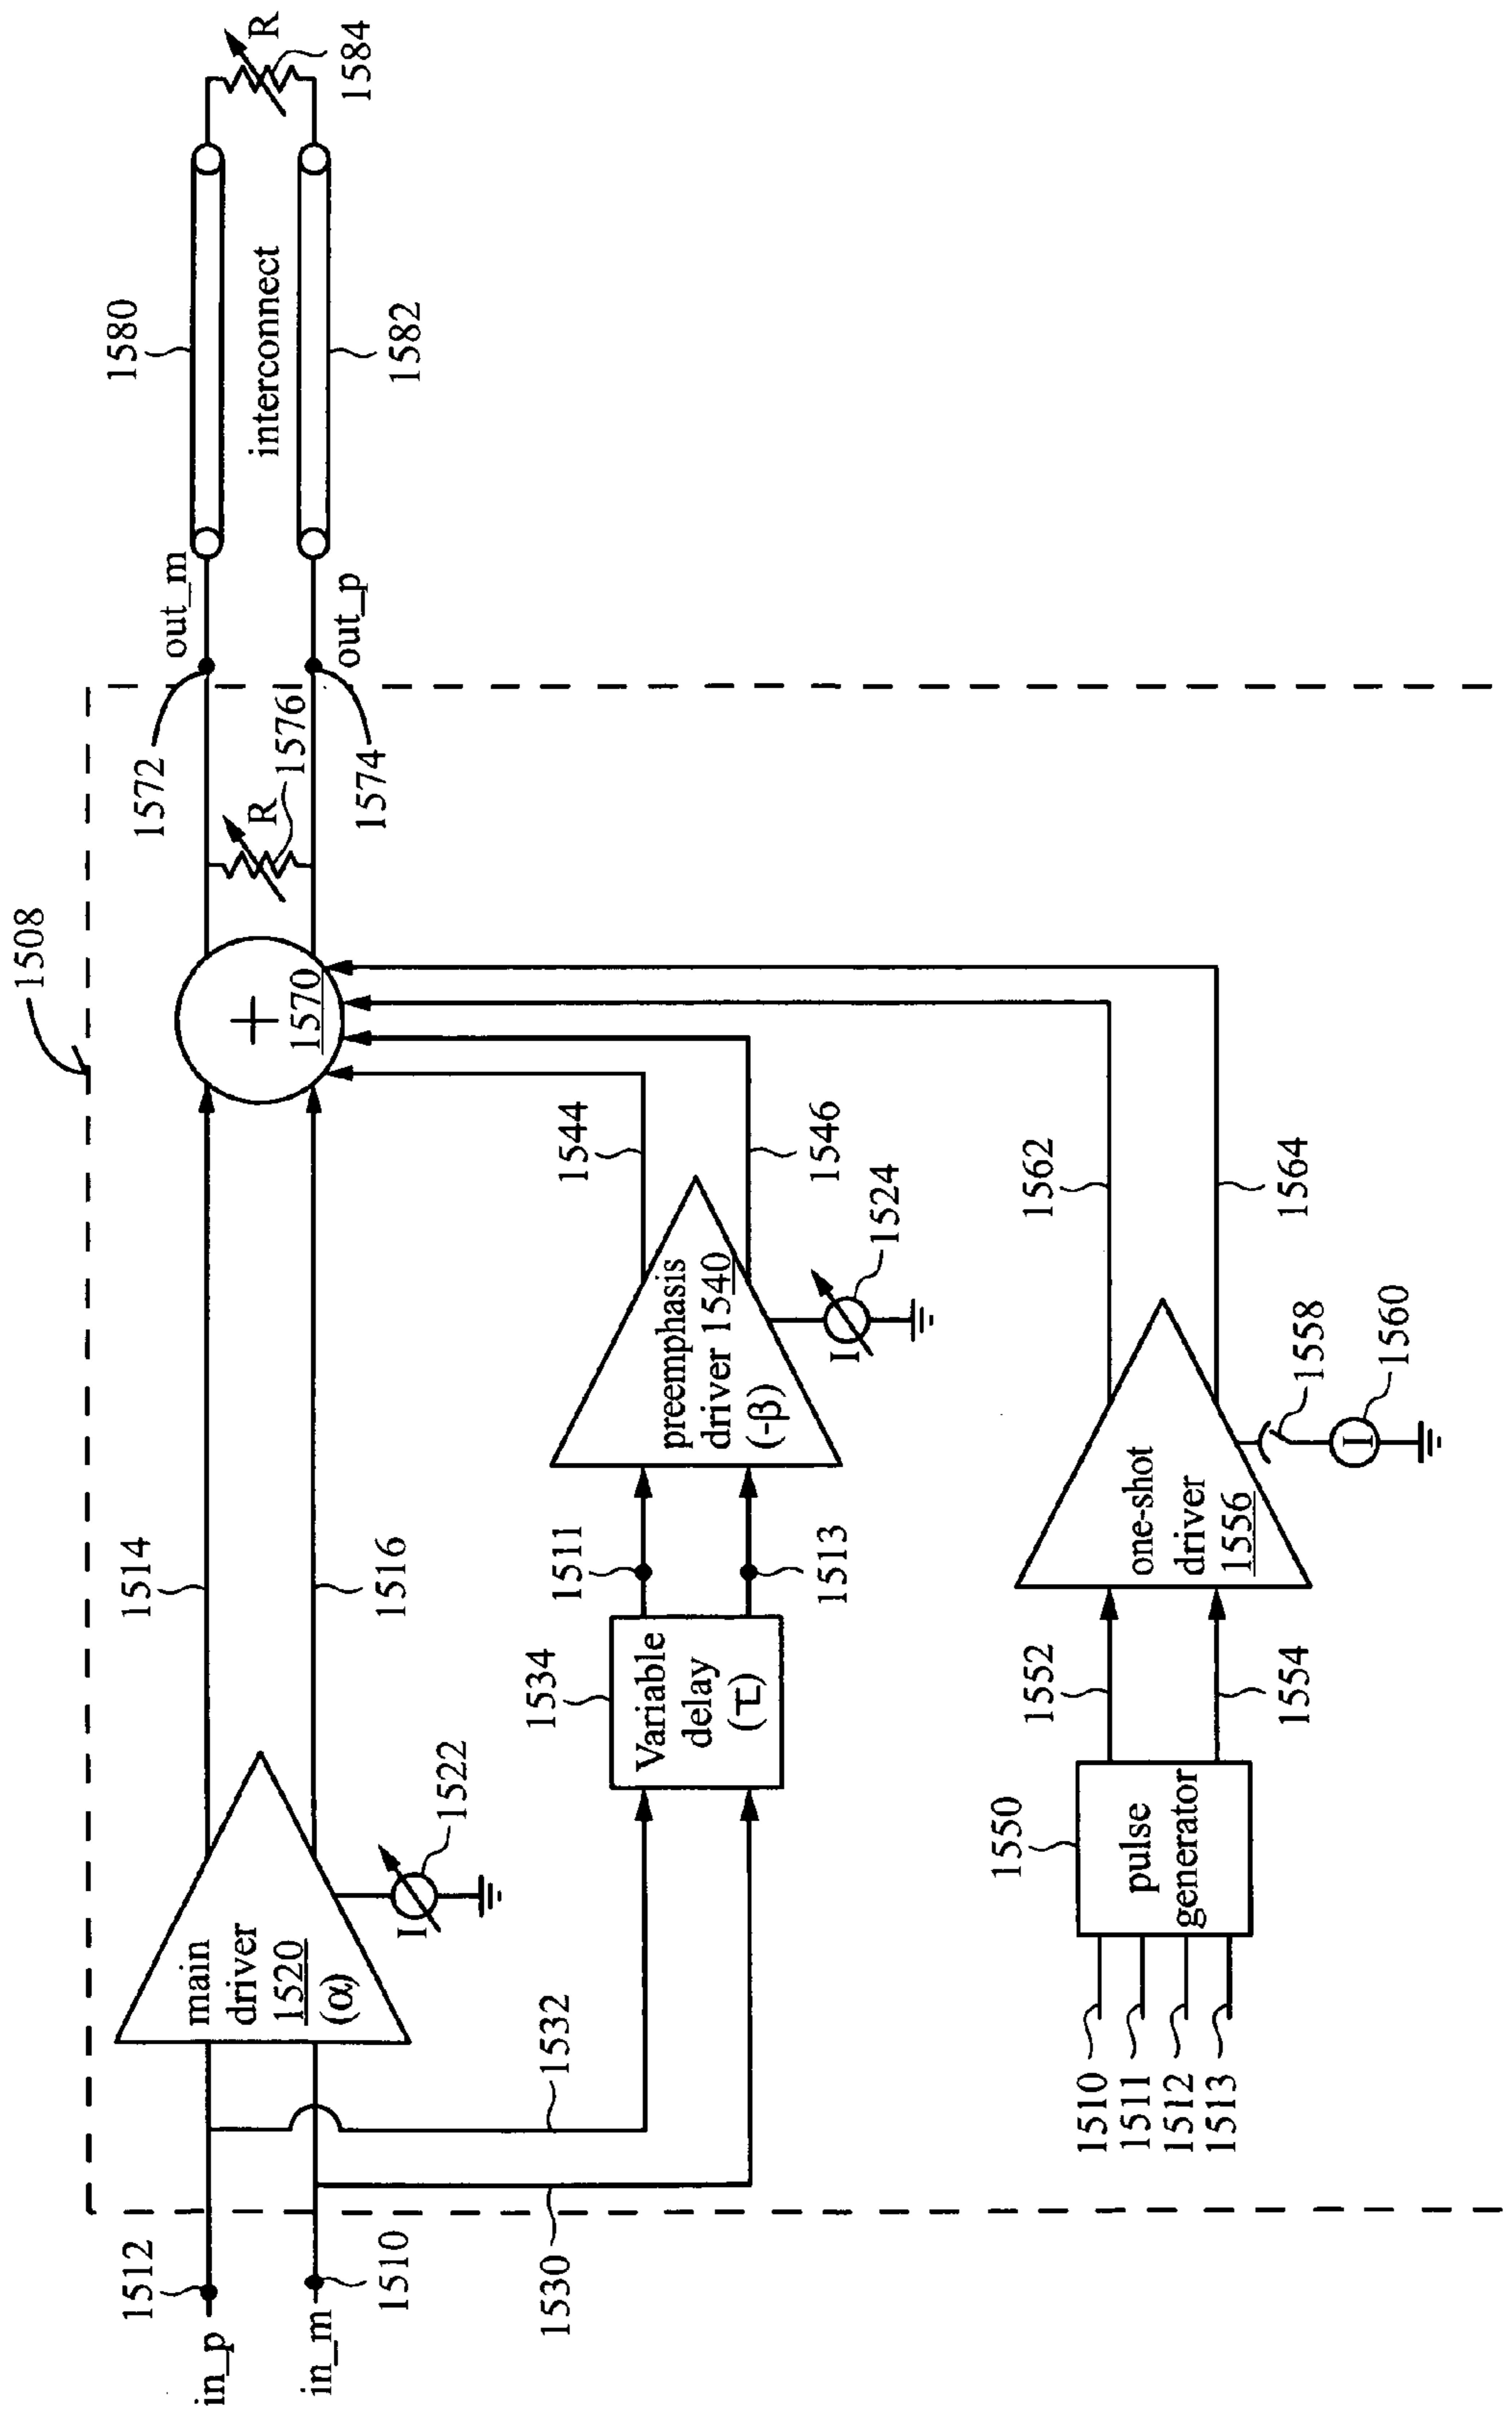 1508
1512
in_p
in_m
1510
main
driver
1520
(α)
I
1522
1514
1516
1530
1532
1534
Variable
delay
(τ)
1511
1513
preemphasis
driver 1540
(-β)
I
1524
1544
1546
1510
1511
1512
1513
1550
pulse
generator
1552
1554
one-shot
driver
1556
1558
I
1560
1562
1564
+
1570
R
1576
1572
1574
out_m
out_p
1580
interconnect
1582
R
1584